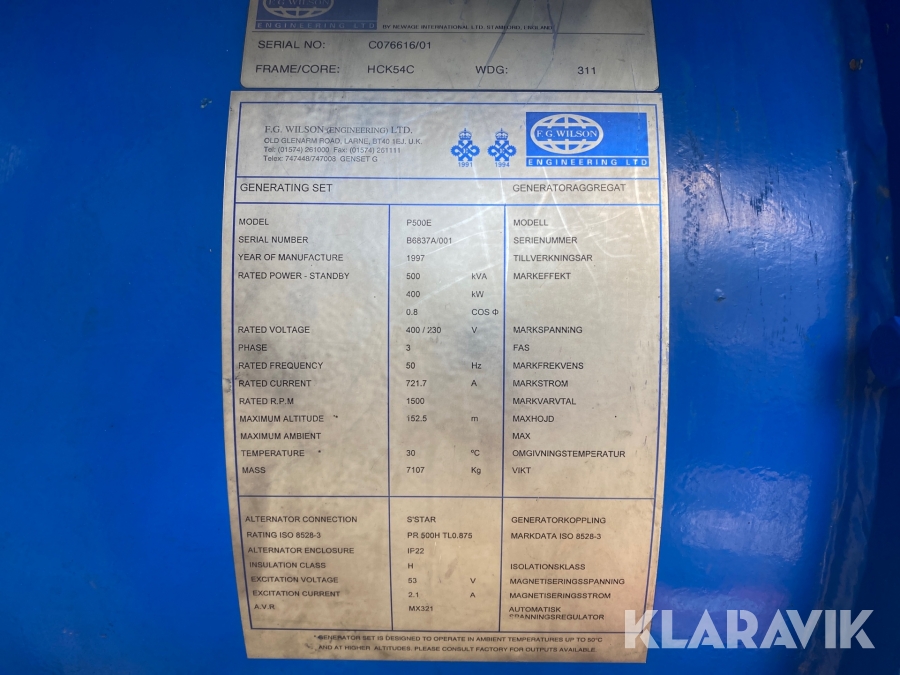 F.G. WILSON
ENGINEERING LTD
BY NEWAGE INTERNATIONAL LTD, STAMFORD, ENGLAND
SERIAL NO: C076616/01
FRAME/CORE: HCK54C WDG: 311
F.G. WILSON (ENGINEERING) LTD.
OLD GLENARM ROAD, LARNE, BT40 1EJ, U.K.
Tel: (01574) 261000 Fax: (01574) 261111
Telex: 747448/747008 GENSET G
1991 1994
F.G. WILSON
ENGINEERING LTD
GENERATING SET GENERATORAGGREGAT
MODEL P500E MODELL
SERIAL NUMBER B6837A/001 SERIENUMMER
YEAR OF MANUFACTURE 1997 TILLVERKNINGSAR
RATED POWER - STANDBY 500 kVA MARKEFFEKT
400 kW
0.8 COS Φ
RATED VOLTAGE 400 / 230 V MARKSPANNING
PHASE 3 FAS
RATED FREQUENCY 50 Hz MARKFREKVENS
RATED CURRENT 721.7 A MARKSTROM
RATED R.P.M 1500 MARKVARVTAL
MAXIMUM ALTITUDE * 152.5 m MAXHOJD
MAXIMUM AMBIENT MAX
TEMPERATURE * 30 ºC OMGIVNINGSTEMPERATUR
MASS 7107 Kg VIKT
ALTERNATOR CONNECTION S'STAR GENERATORKOPPLING
RATING ISO 8528-3 PR 500H TL0.875 MARKDATA ISO 8528-3
ALTERNATOR ENCLOSURE IP22
INSULATION CLASS H ISOLATIONSKLASS
EXCITATION VOLTAGE 53 V MAGNETISERINGSSPANNING
EXCITATION CURRENT 2.1 A MAGNETISERINGSSTROM
A.V.R MX321 AUTOMATISK
SPANNINGSREGULATOR
* GENERATOR SET IS DESIGNED TO OPERATE IN AMBIENT TEMPERATURES UP TO 50°C
AND AT HIGHER ALTITUDES. PLEASE CONSULT FACTORY FOR OUTPUTS AVAILABLE.
KLARAVIK